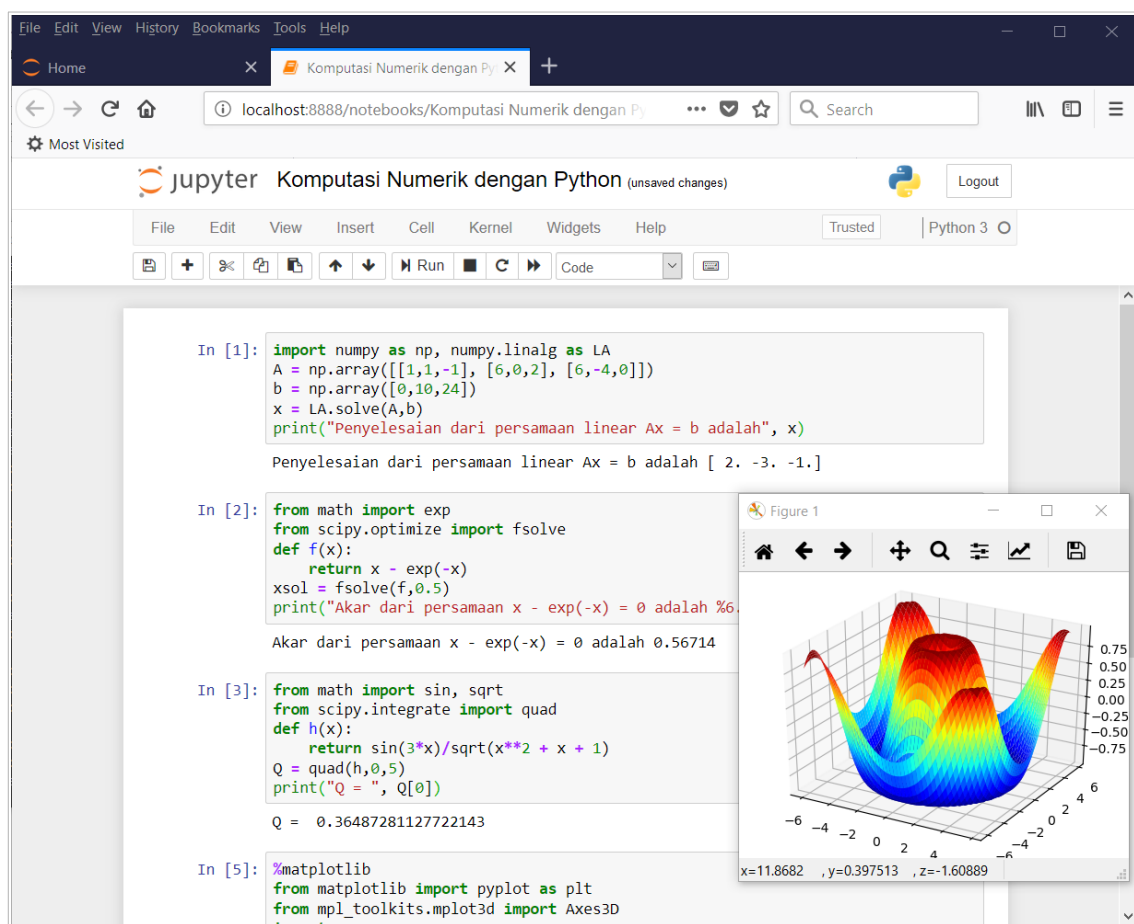 File Edit View History Bookmarks Tools Help
Home
Komputasi Numerik dengan Py
localhost:8888/notebooks/Komputasi Numerik dengan Py
Search
Most Visited
jupyter Komputasi Numerik dengan Python (unsaved changes)
Logout
File Edit View Insert Cell Kernel Widgets Help
Trusted
Python 3
Run
Code
In [1]: import numpy as np, numpy.linalg as LA
A = np.array([[1,1,-1], [6,0,2], [6,-4,0]])
b = np.array([0,10,24])
x = LA.solve(A,b)
print("Penyelesaian dari persamaan linear Ax = b adalah", x)
Penyelesaian dari persamaan linear Ax = b adalah [ 2. -3. -1.]
In [2]: from math import exp
from scipy.optimize import fsolve
def f(x):
    return x - exp(-x)
xsol = fsolve(f,0.5)
print("Akar dari persamaan x - exp(-x) = 0 adalah %6.
Akar dari persamaan x - exp(-x) = 0 adalah 0.56714
In [3]: from math import sin, sqrt
from scipy.integrate import quad
def h(x):
    return sin(3*x)/sqrt(x**2 + x + 1)
Q = quad(h,0,5)
print("Q = ", Q[0])
Q =  0.36487281127722143
In [5]: %matplotlib
from matplotlib import pyplot as plt
from mpl_toolkits.mplot3d import Axes3D
Figure 1
0.75
0.50
0.25
0.00
−0.25
−0.50
−0.75
−6 −4 −2 0 2 4
−6 −4 −2 0 2 4 6
x=11.8682 , y=0.397513 , z=-1.60889